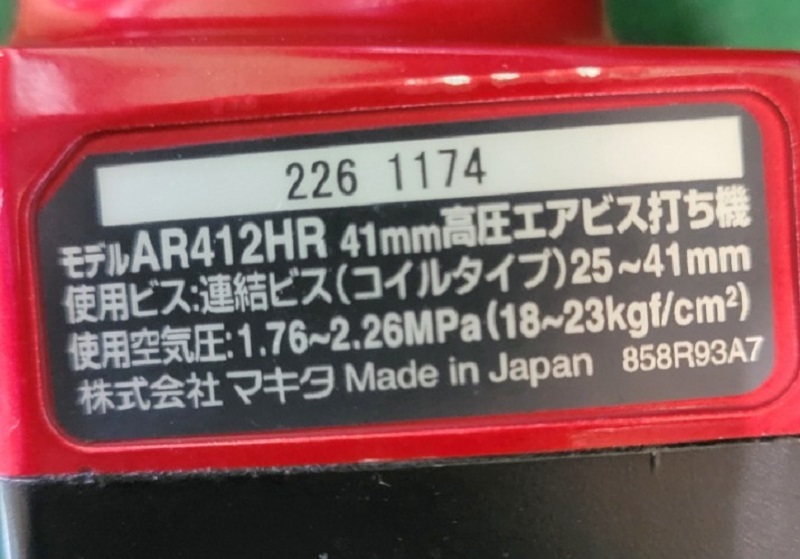 226 1174
モデルAR412HR 41mm高圧エアビス打ち機
使用ビス:連結ビス(コイルタイプ)25~41mm
使用空気圧:1.76~2.26MPa(18~23kgf/cm²)
株式会社 マキタ Made in Japan 858R93A7